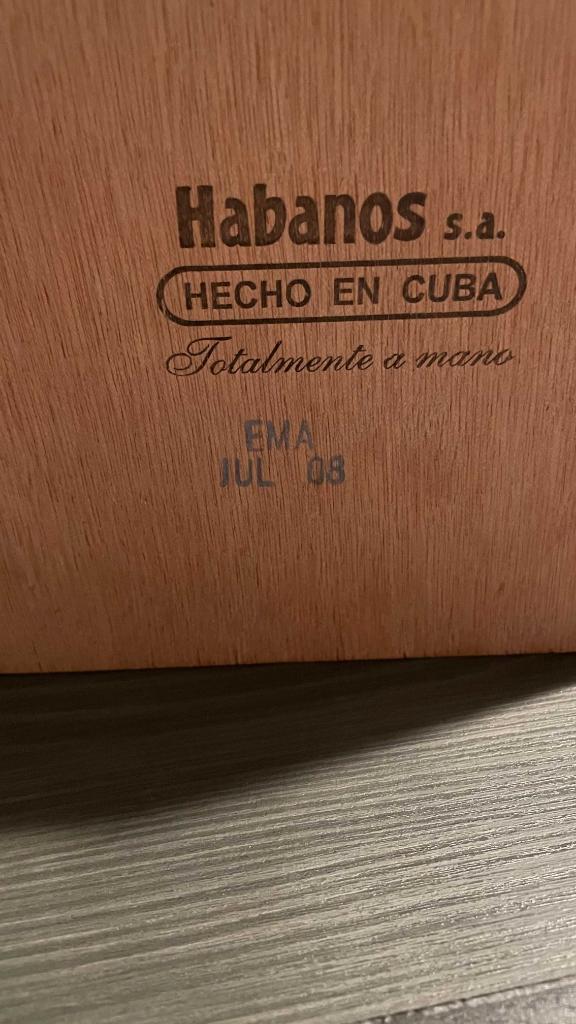 Habanos s.a.
HECHO EN CUBA
Totalmente a mano
EMA
JUL 08